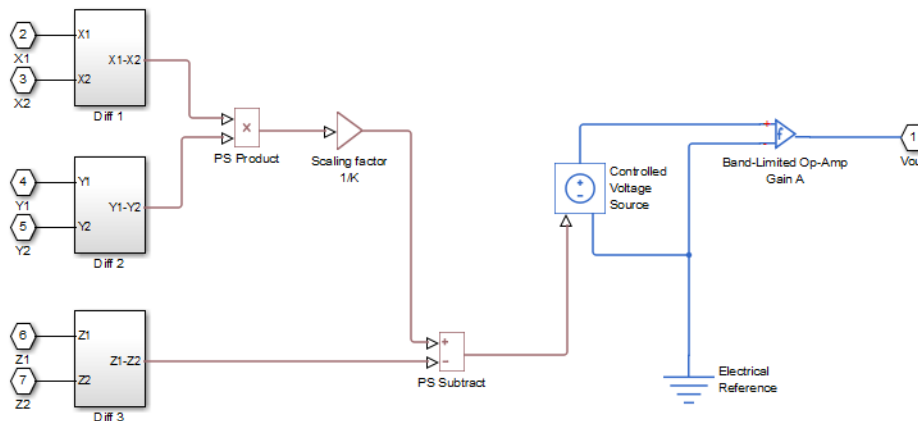 2
X1
X1
3
X2
X2
X1-X2
Diff 1
4
Y1
Y1
5
Y2
Y2
Y1-Y2
Diff 2
6
Z1
Z1
7
Z2
Z2
Z1-Z2
Diff 3
×
PS Product
Scaling factor
1/K
+
−
PS Subtract
+
−
Controlled
Voltage
Source
+
-
f
Band-Limited Op-Amp
Gain A
Electrical
Reference
1